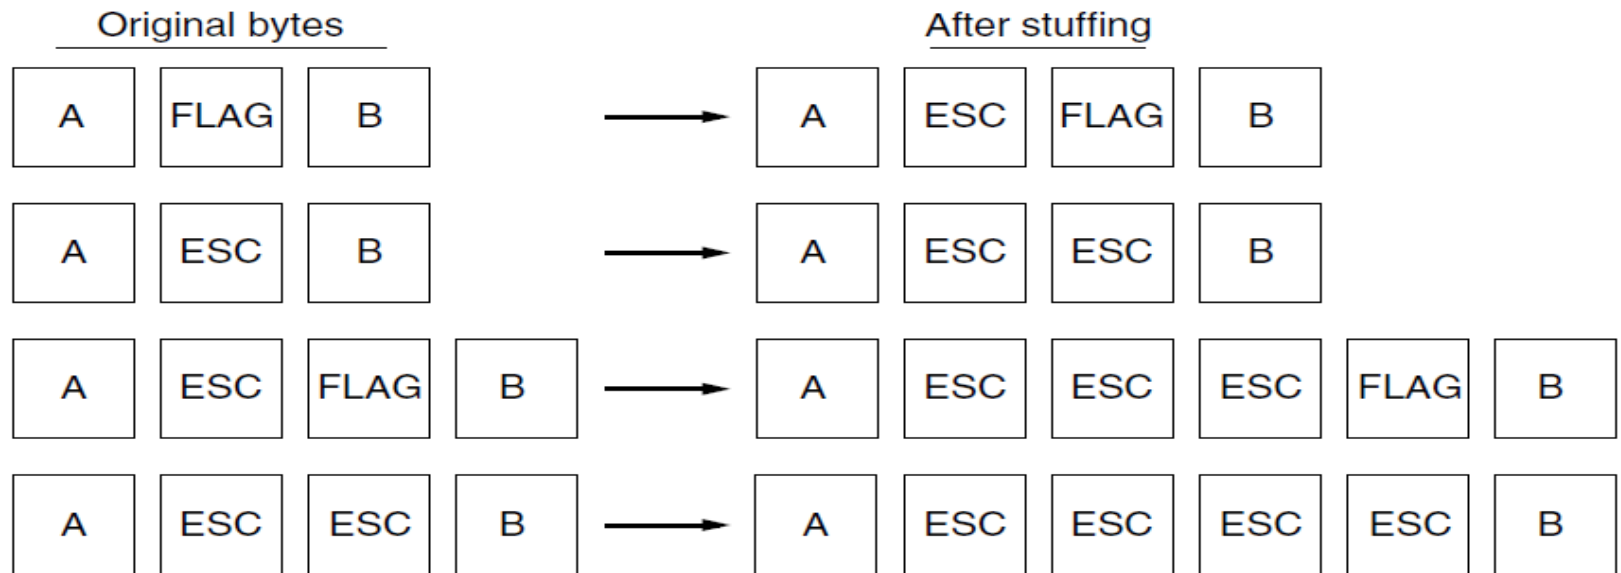 Original bytes After stuffing
A FLAG B A ESC FLAG B
A ESC B A ESC ESC B
A ESC FLAG B A ESC ESC ESC FLAG B
A ESC ESC B A ESC ESC ESC ESC B